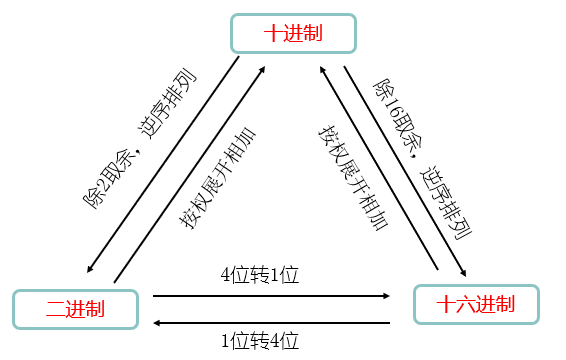 十进制
除2取余，逆序排列
按权展开相加
按权展开相加
除16取余，逆序排列
4位转1位
二进制
十六进制
1位转4位